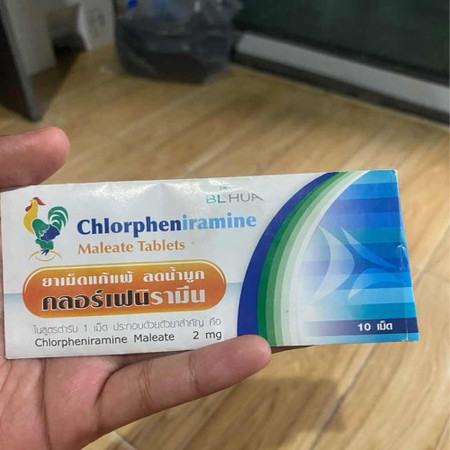 BLHUA
Chlorpheniramine
Maleate Tablets
ยาเม็ดแก้แพ้ ลดน้ำมูก
คลอร์เฟนิรามีน
ในสูตรตำรับ 1 เม็ด ประกอบด้วยตัวยาสำคัญ คือ
Chlorpheniramine Maleate 2 mg
10 เม็ด